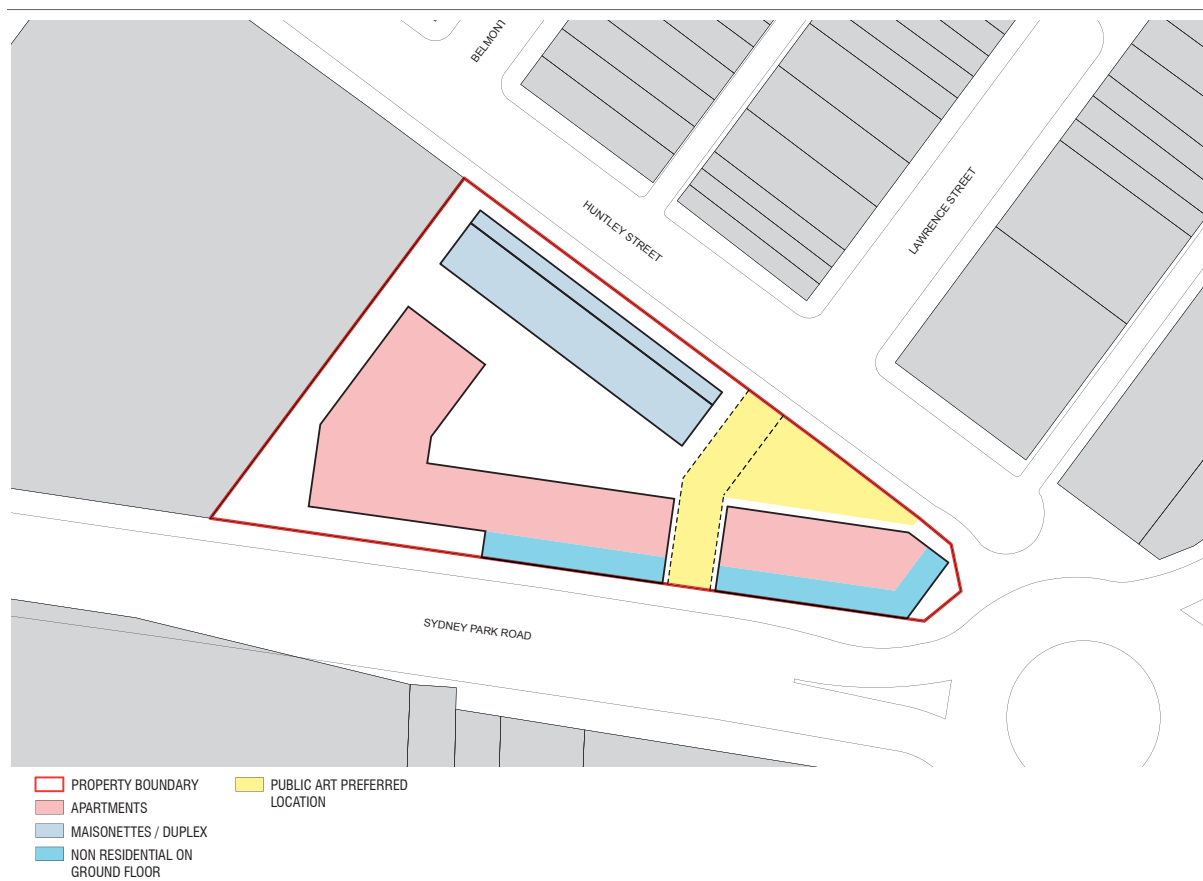 BELMONT
HUNTLEY STREET
LAWRENCE STREET
SYDNEY PARK ROAD
PROPERTY BOUNDARY
APARTMENTS
MAISONETTES / DUPLEX
NON RESIDENTIAL ON
GROUND FLOOR
PUBLIC ART PREFERRED
LOCATION